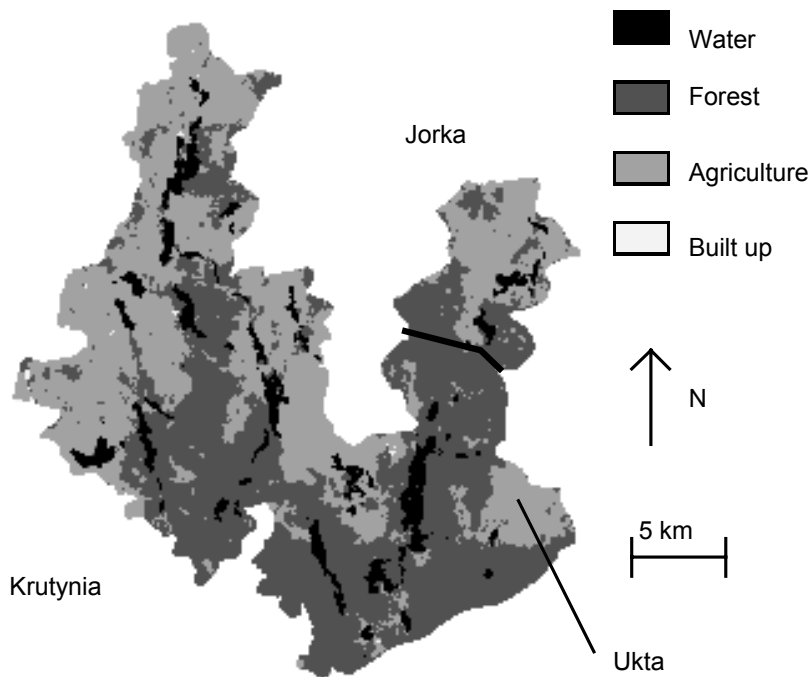 Water
Forest
Jorka
Agriculture
Built up
N
5 km
Krutynia
Ukta